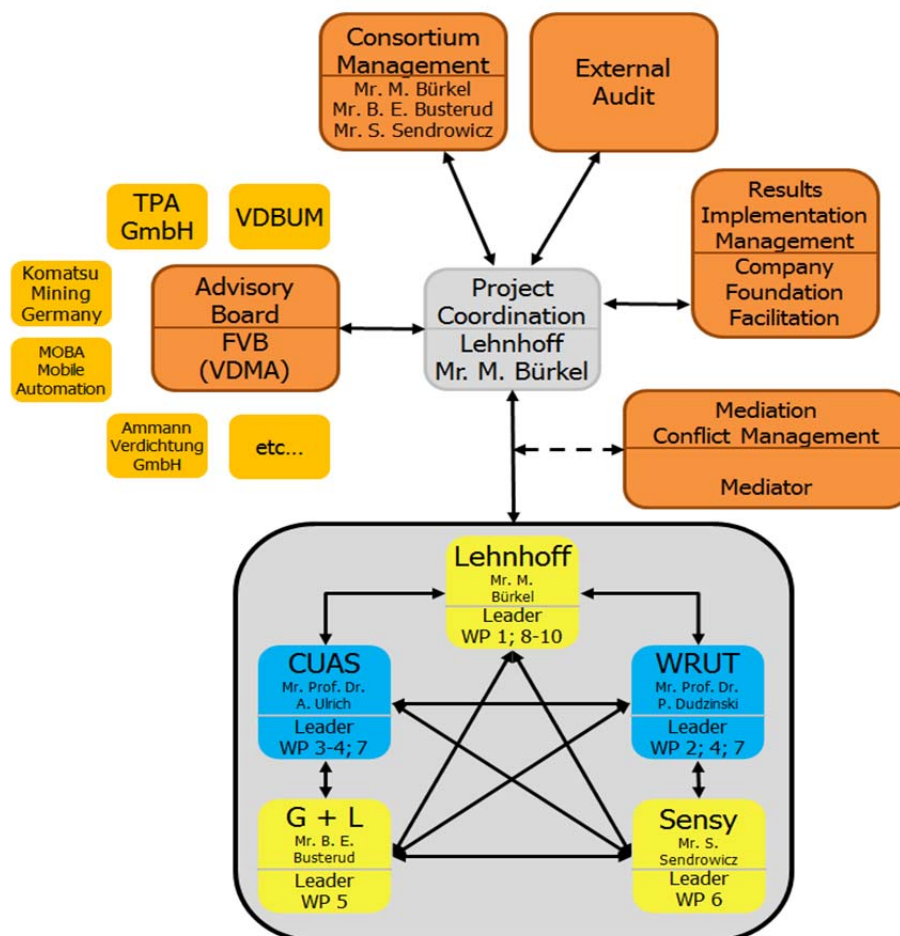 Consortium
Management
Mr. M. Bürkel
Mr. B. E. Busterud
Mr. S. Sendrowicz
External
Audit
TPA
GmbH
VDBUM
Results
Implementation
Management
Company
Foundation
Facilitation
Komatsu
Mining
Germany
Advisory
Board
FVB
(VDMA)
Project
Coordination
Lehnhoff
Mr. M. Bürkel
MOBA
Mobile
Automation
Ammann
Verdichtung
GmbH
etc...
Mediation
Conflict Management
Mediator
Lehnhoff
Mr. M.
Bürkel
Leader
WP 1; 8-10
CUAS
Mr. Prof. Dr.
A. Ulrich
Leader
WP 3-4; 7
WRUT
Mr. Prof. Dr.
P. Dudzinski
Leader
WP 2; 4; 7
G + L
Mr. B. E.
Busterud
Leader
WP 5
Sensy
Mr. S.
Sendrowicz
Leader
WP 6